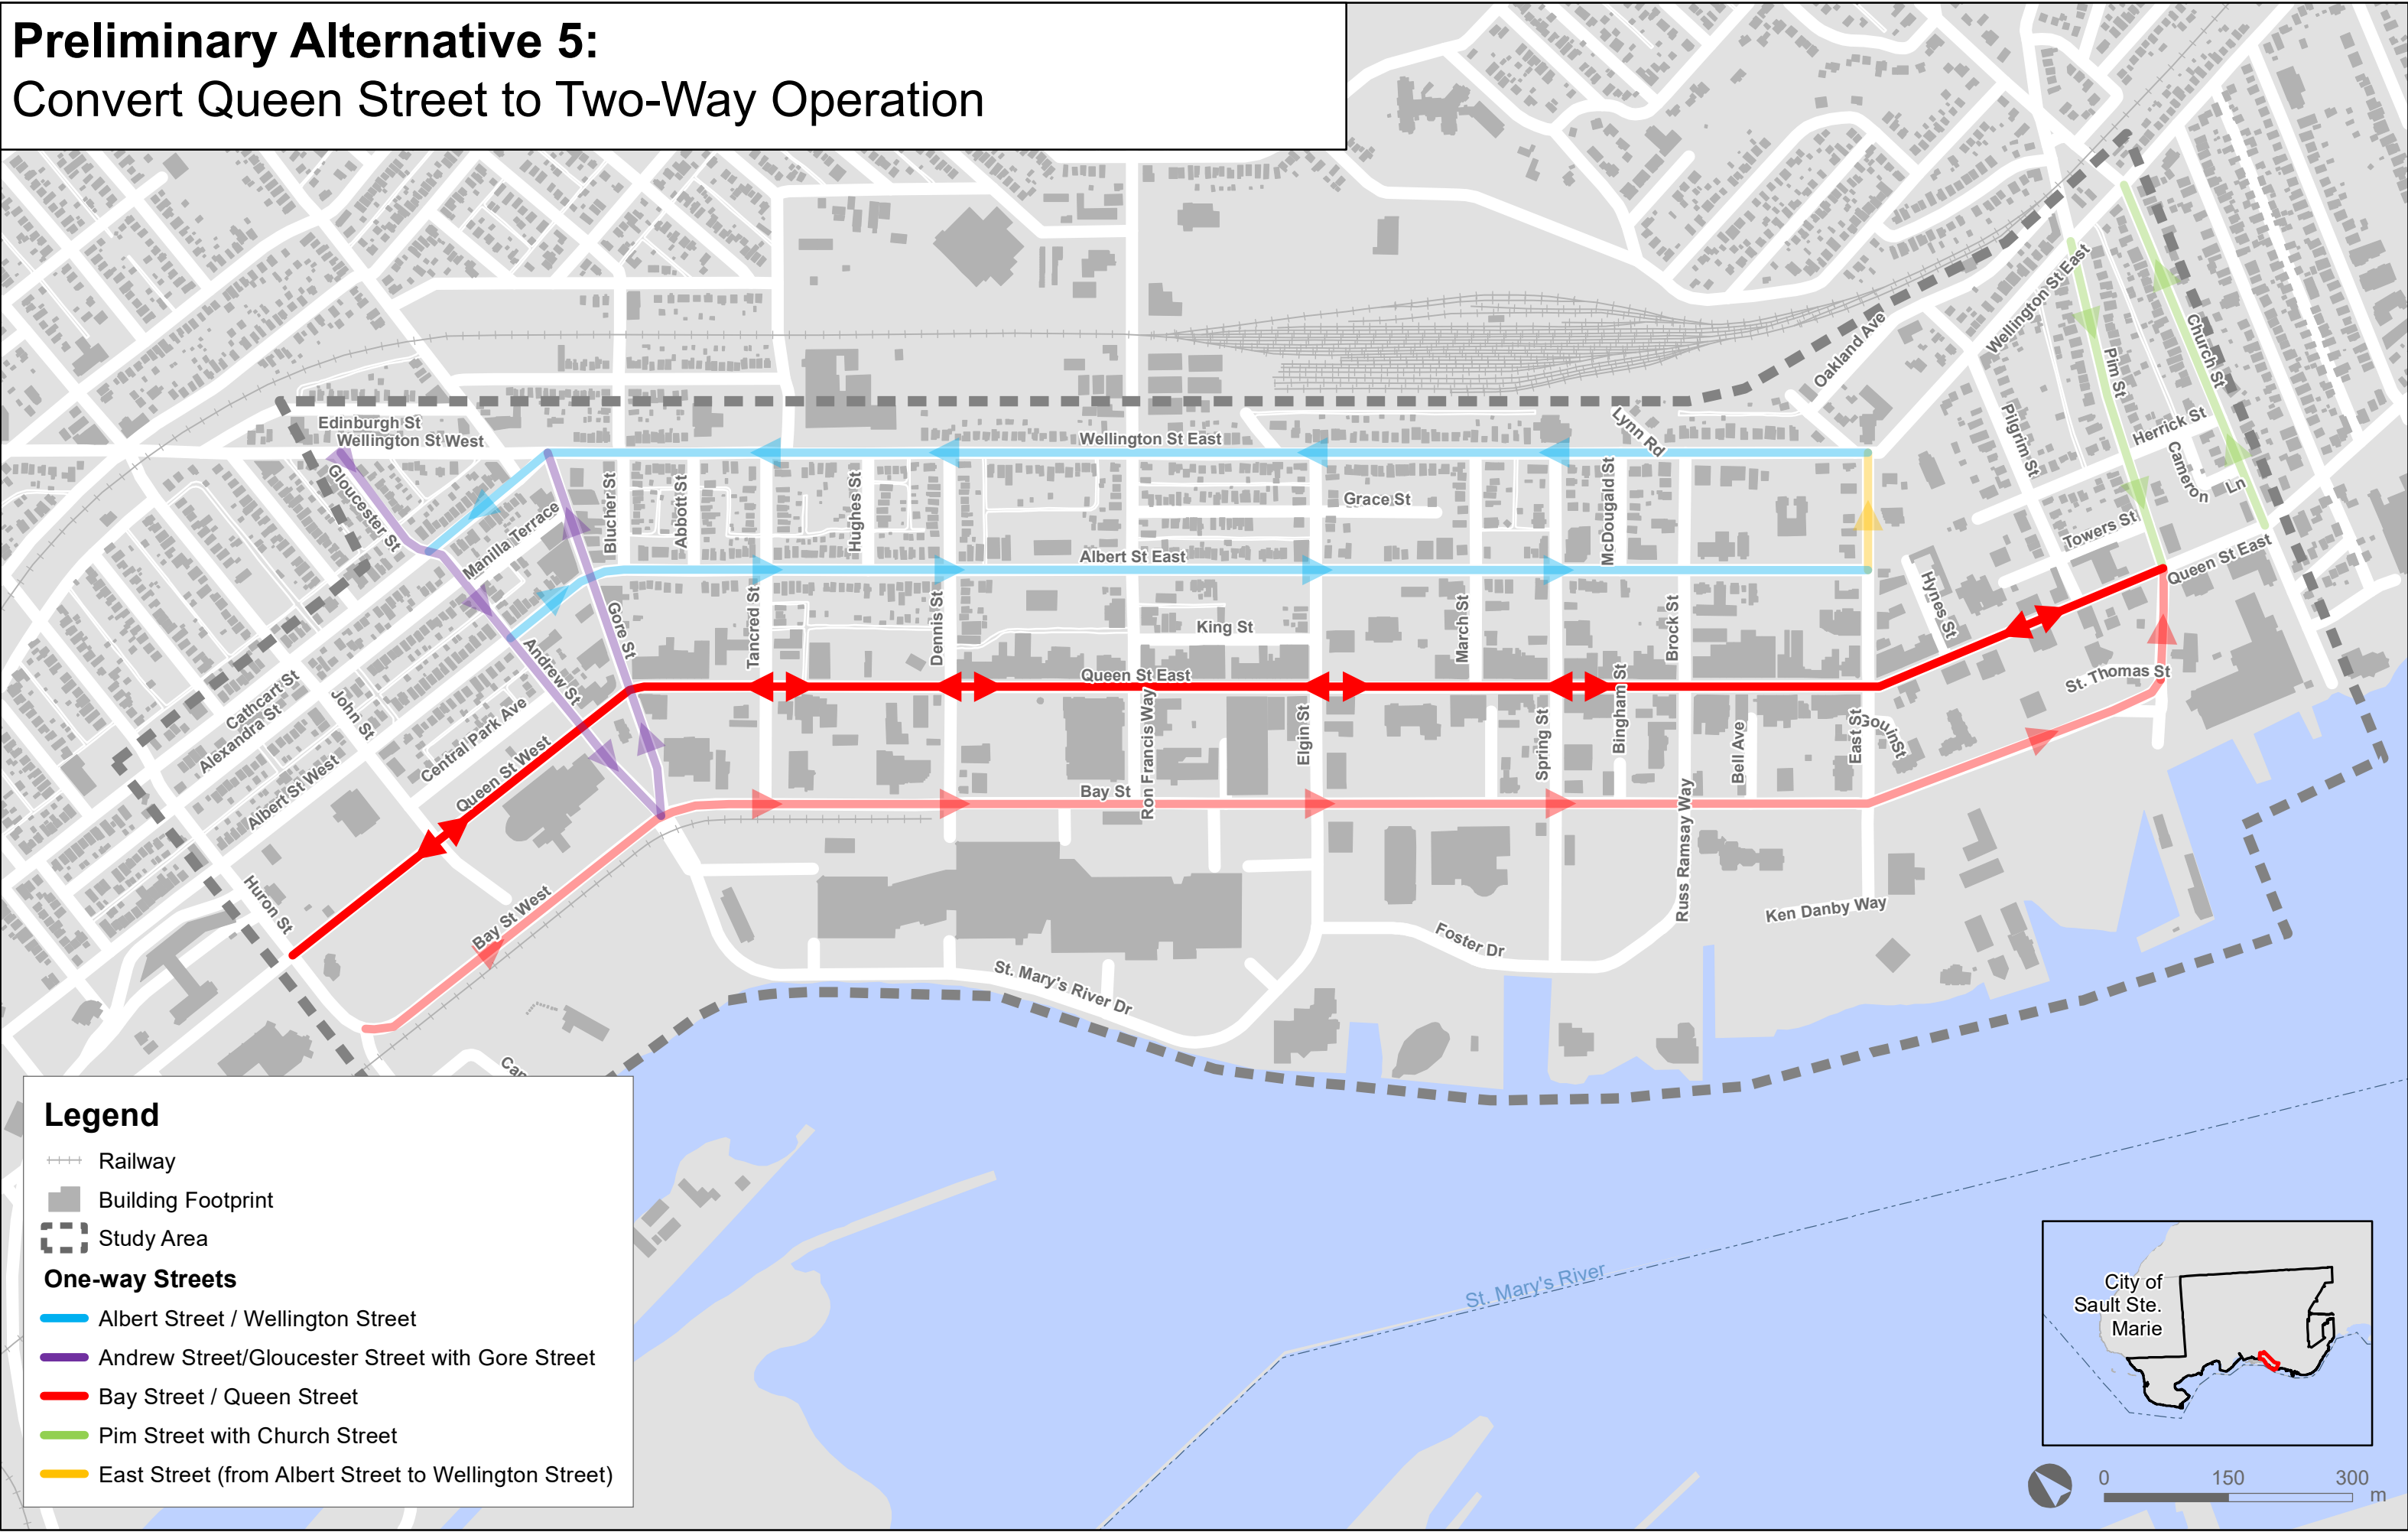 Preliminary Alternative 5:
Convert Queen Street to Two-Way Operation
Edinburgh St
Wellington St West
Gloucester St
Manilla Terrace
Blucher St
Abbott St
Hughes St
Wellington St East
Grace St
Lynn Rd
McDougald St
Oakland Ave
Wellington St East
Pim St
Church St
Pilgrim St
Herrick St
Cameron
Ln
Towers St
Queen St East
Hynes St
Albert St East
Gore St
Tancred St
Dennis St
King St
March St
Brock St
Queen St East
Andrew St
Cathcart St
Alexandra St
John St
Central Park Ave
Queen St West
Albert St West
Ron Francis Way
Elgin St
Spring St
Bingham St
Bell Ave
East St
Gouin St
St. Thomas St
Bay St
Russ Ramsay Way
Huron St
Bay St West
Ken Danby Way
Foster Dr
St. Mary's River Dr
Legend
Railway
Building Footprint
Study Area
One-way Streets
Albert Street / Wellington Street
Andrew Street/Gloucester Street with Gore Street
Bay Street / Queen Street
Pim Street with Church Street
East Street (from Albert Street to Wellington Street)
St. Mary's River
City of
Sault Ste.
Marie
0 150 300
m